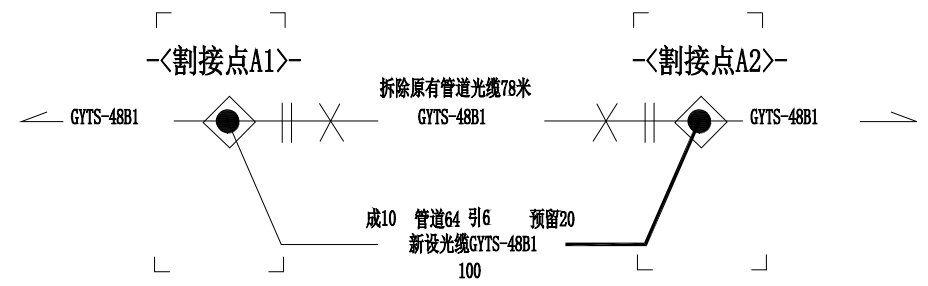 -<割接点A1>-
-<割接点A2>-
拆除原有管道光缆78米
GYTS-48B1
GYTS-48B1
GYTS-48B1
成10 管道64 引6 预留20
新设光缆GYTS-48B1
100